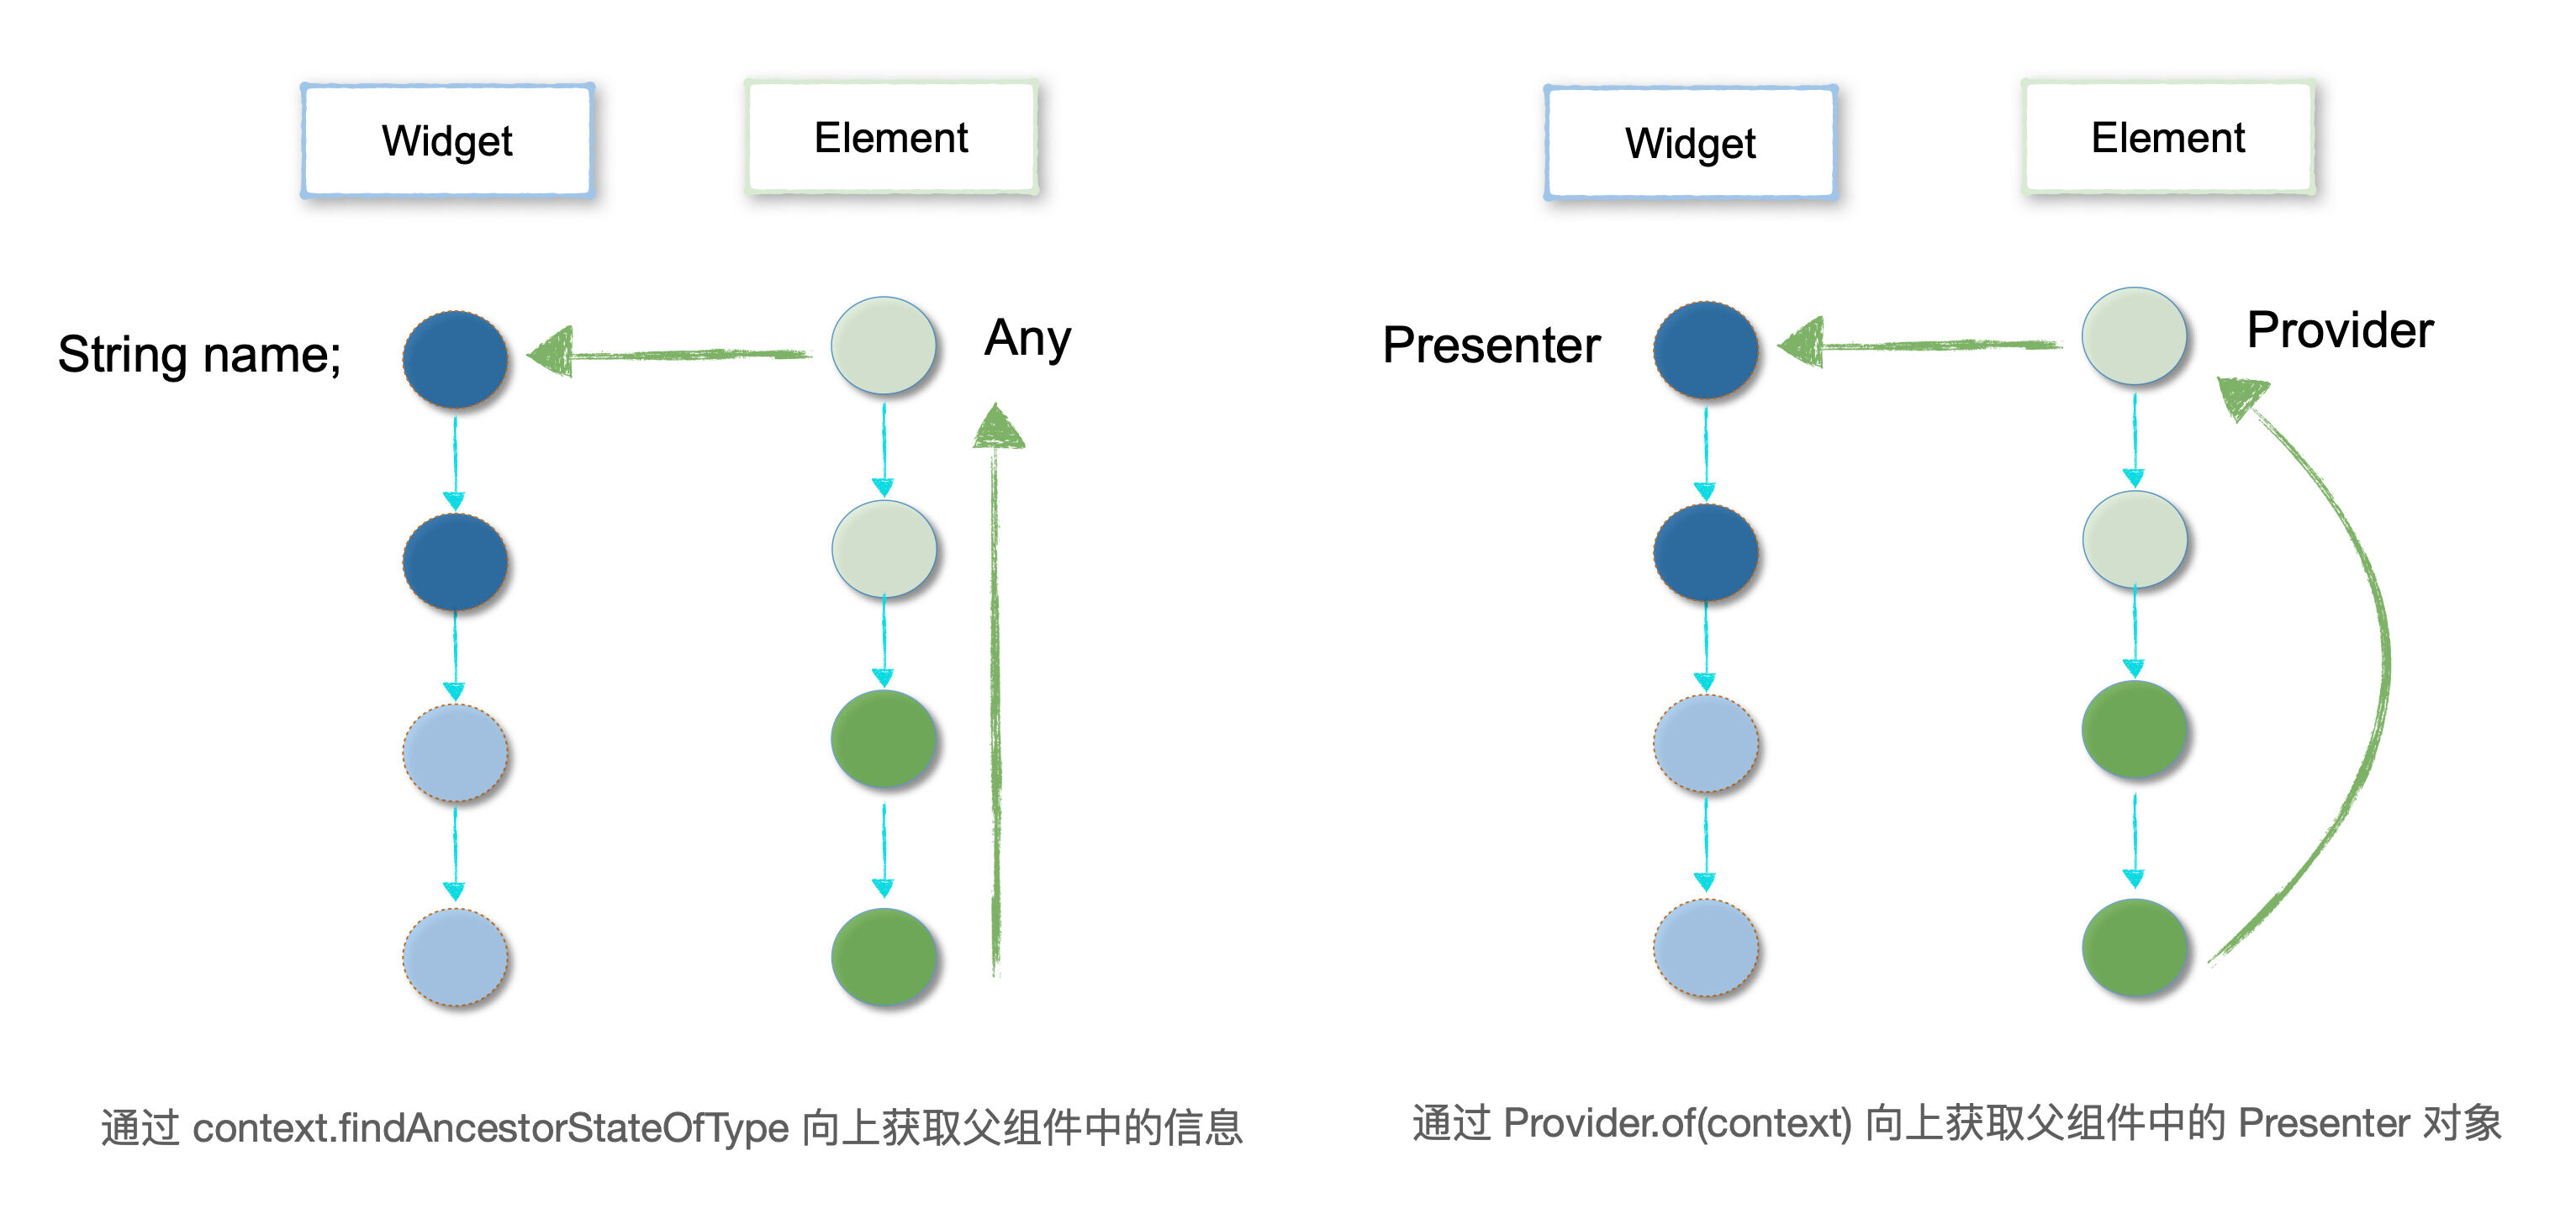 Widget
Element
String name;
Any
通过 context.findAncestorStateOfType 向上获取父组件中的信息
Widget
Element
Presenter
Provider
通过 Provider.of(context) 向上获取父组件中的 Presenter 对象